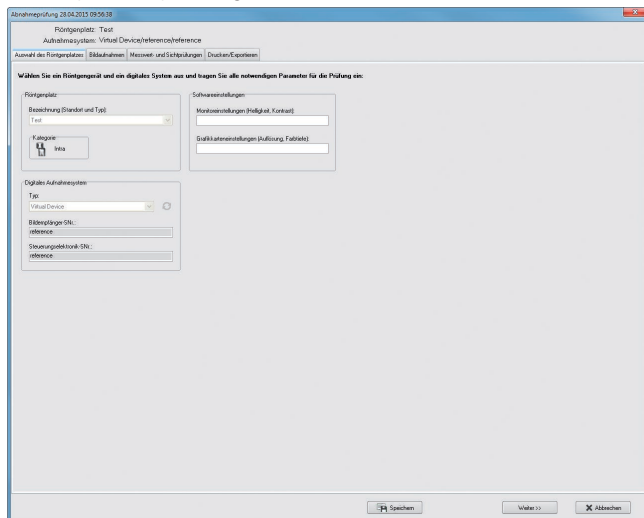 Abnahmeprüfung 28.04.2015 09:56:38
Röntgenplatz: Test
Aufnahmesystem: Virtual Device/reference/reference
Auswahl des Röntgenplatzes Bildaufnahmen Messwert- und Sichtprüfungen Drucken/Exportieren
Wählen Sie ein Röntgengerät und ein digitales System aus und tragen Sie alle notwendigen Parameter für die Prüfung ein:
Röntgenplatz
Bezeichnung (Standort und Typ):
Test
Kategorie
Intra
Softwareeinstellungen
Monitoreinstellungen (Helligkeit, Kontrast):
Grafikkarteneinstellungen (Auflösung, Farbtiefe):
Digitales Aufnahmesystem
Typ:
Virtual Device
Bildempfänger-SNr.:
reference
Steuerungselektronik-SNr.:
reference
Speichern Weiter >> Abbrechen